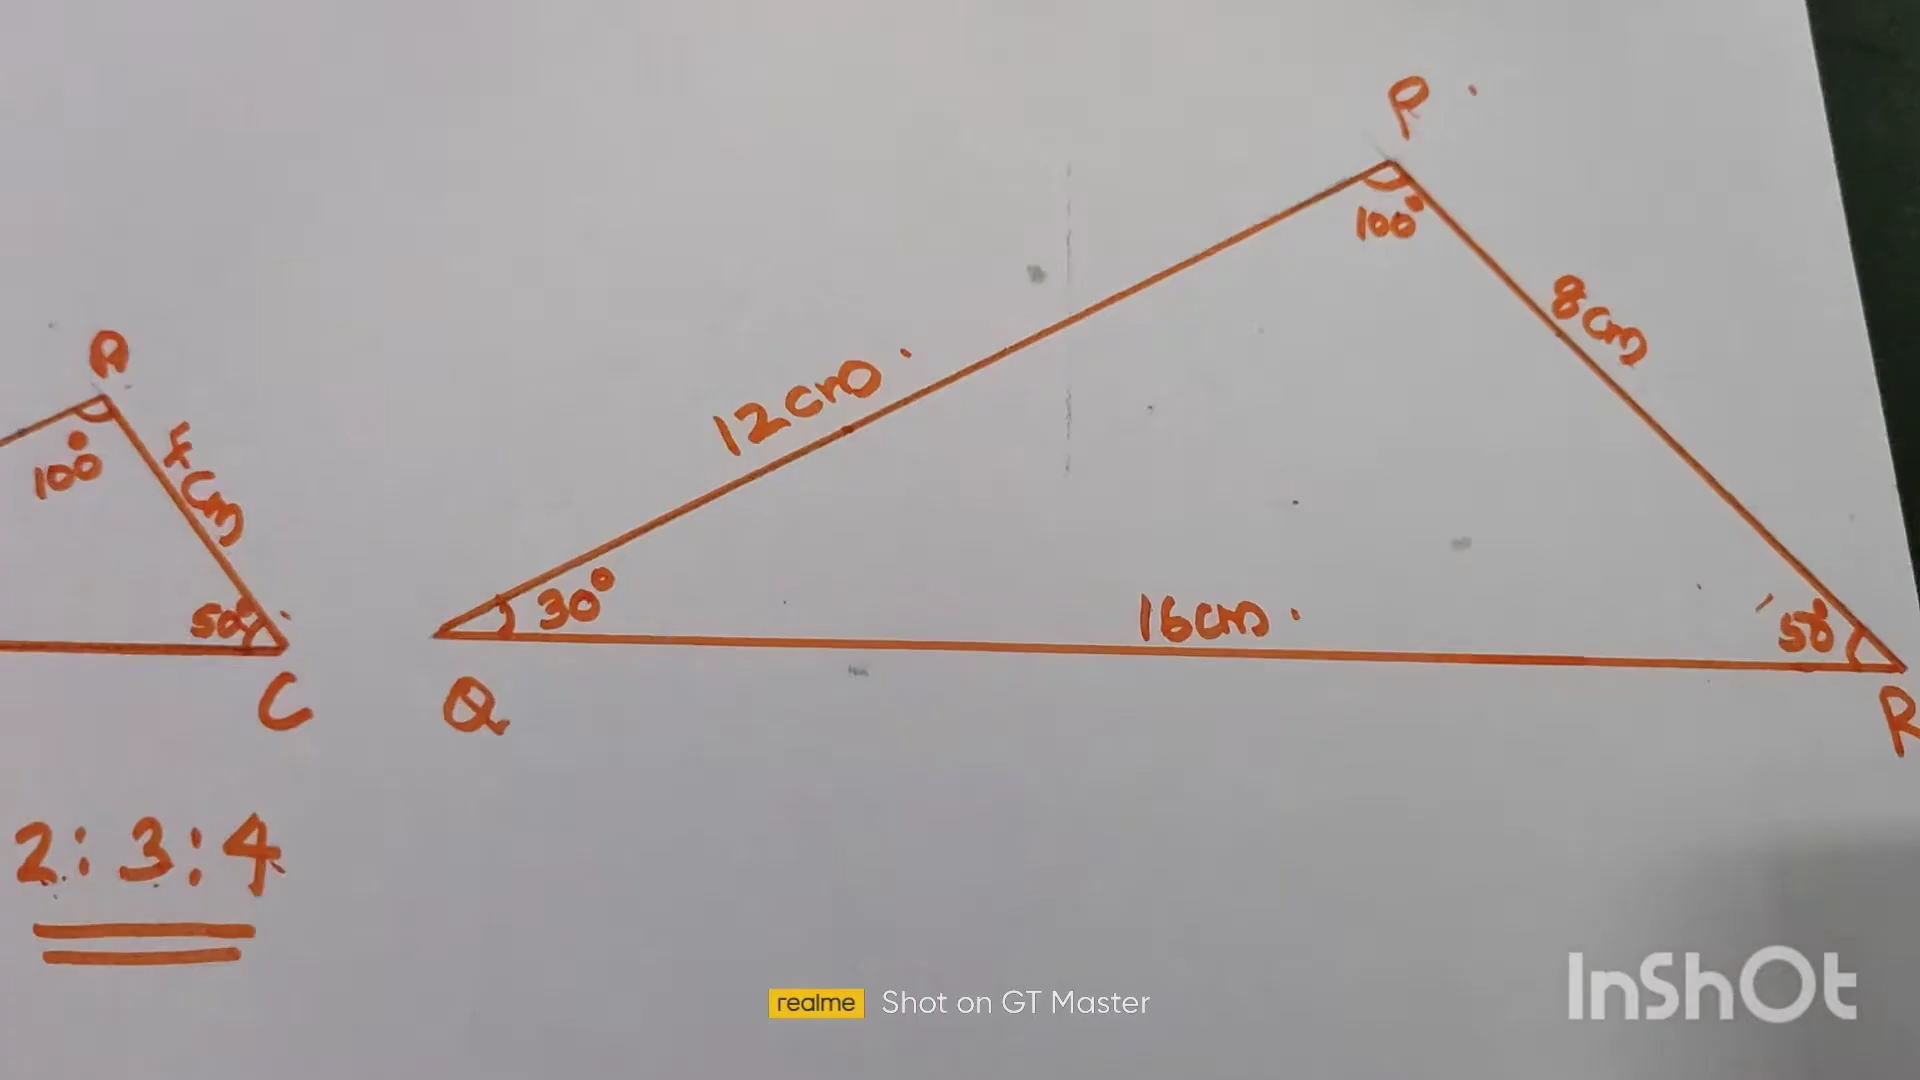 P
100°
8cm
A
12cm
100°
4cm
30°
50°
16cm
50°
C
Q
R
2:3:4
realme Shot on GT Master
InShOt